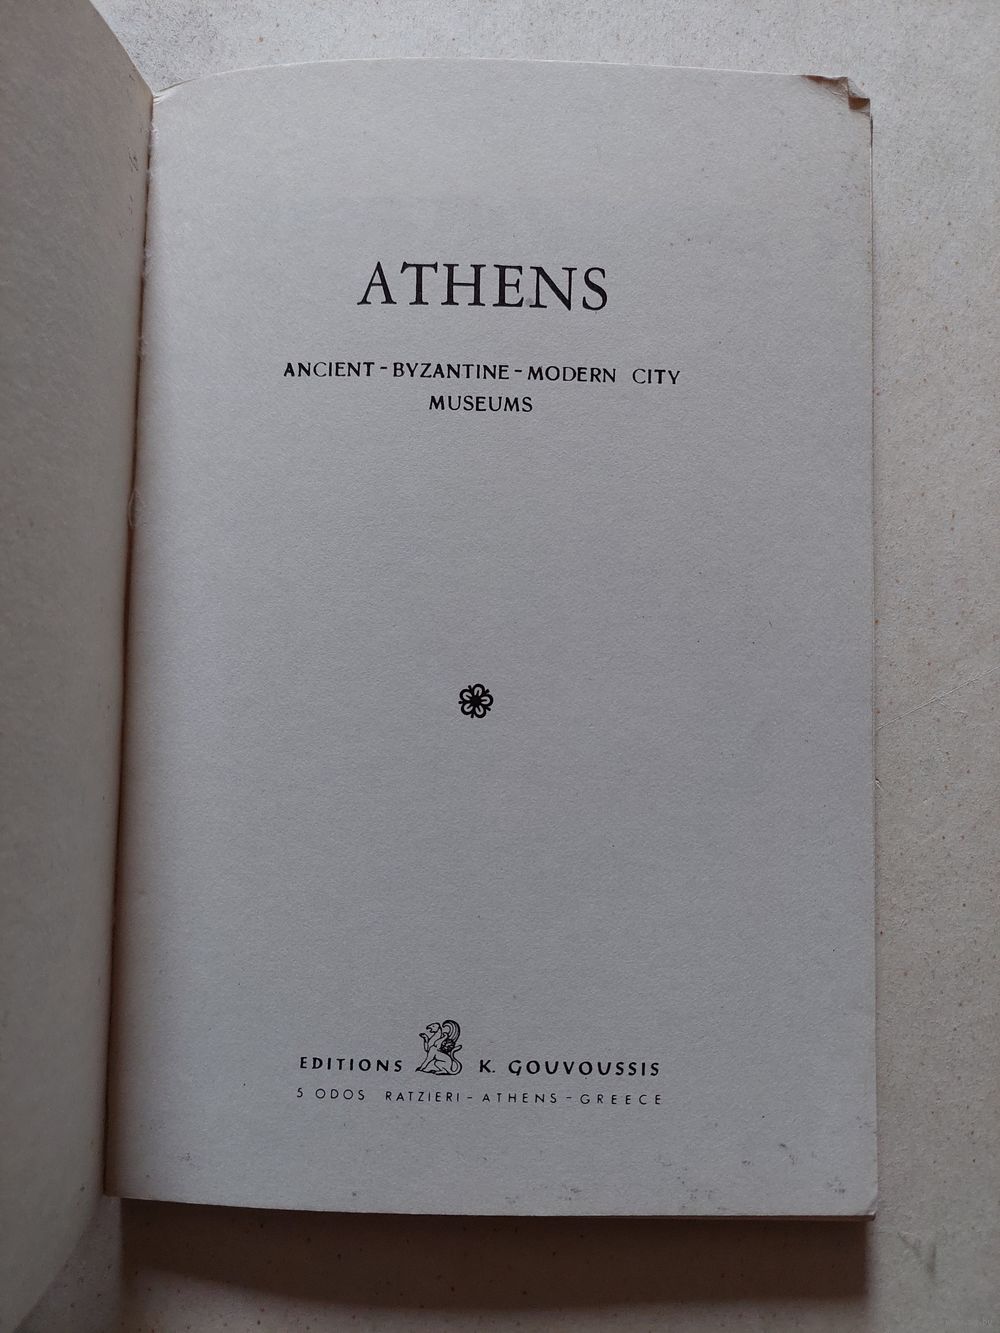 ATHENS
ANCIENT - BYZANTINE - MODERN CITY
MUSEUMS
EDITIONS K. GOUVOUSSIS
5 ODOS RATZIERI - ATHENS - GREECE